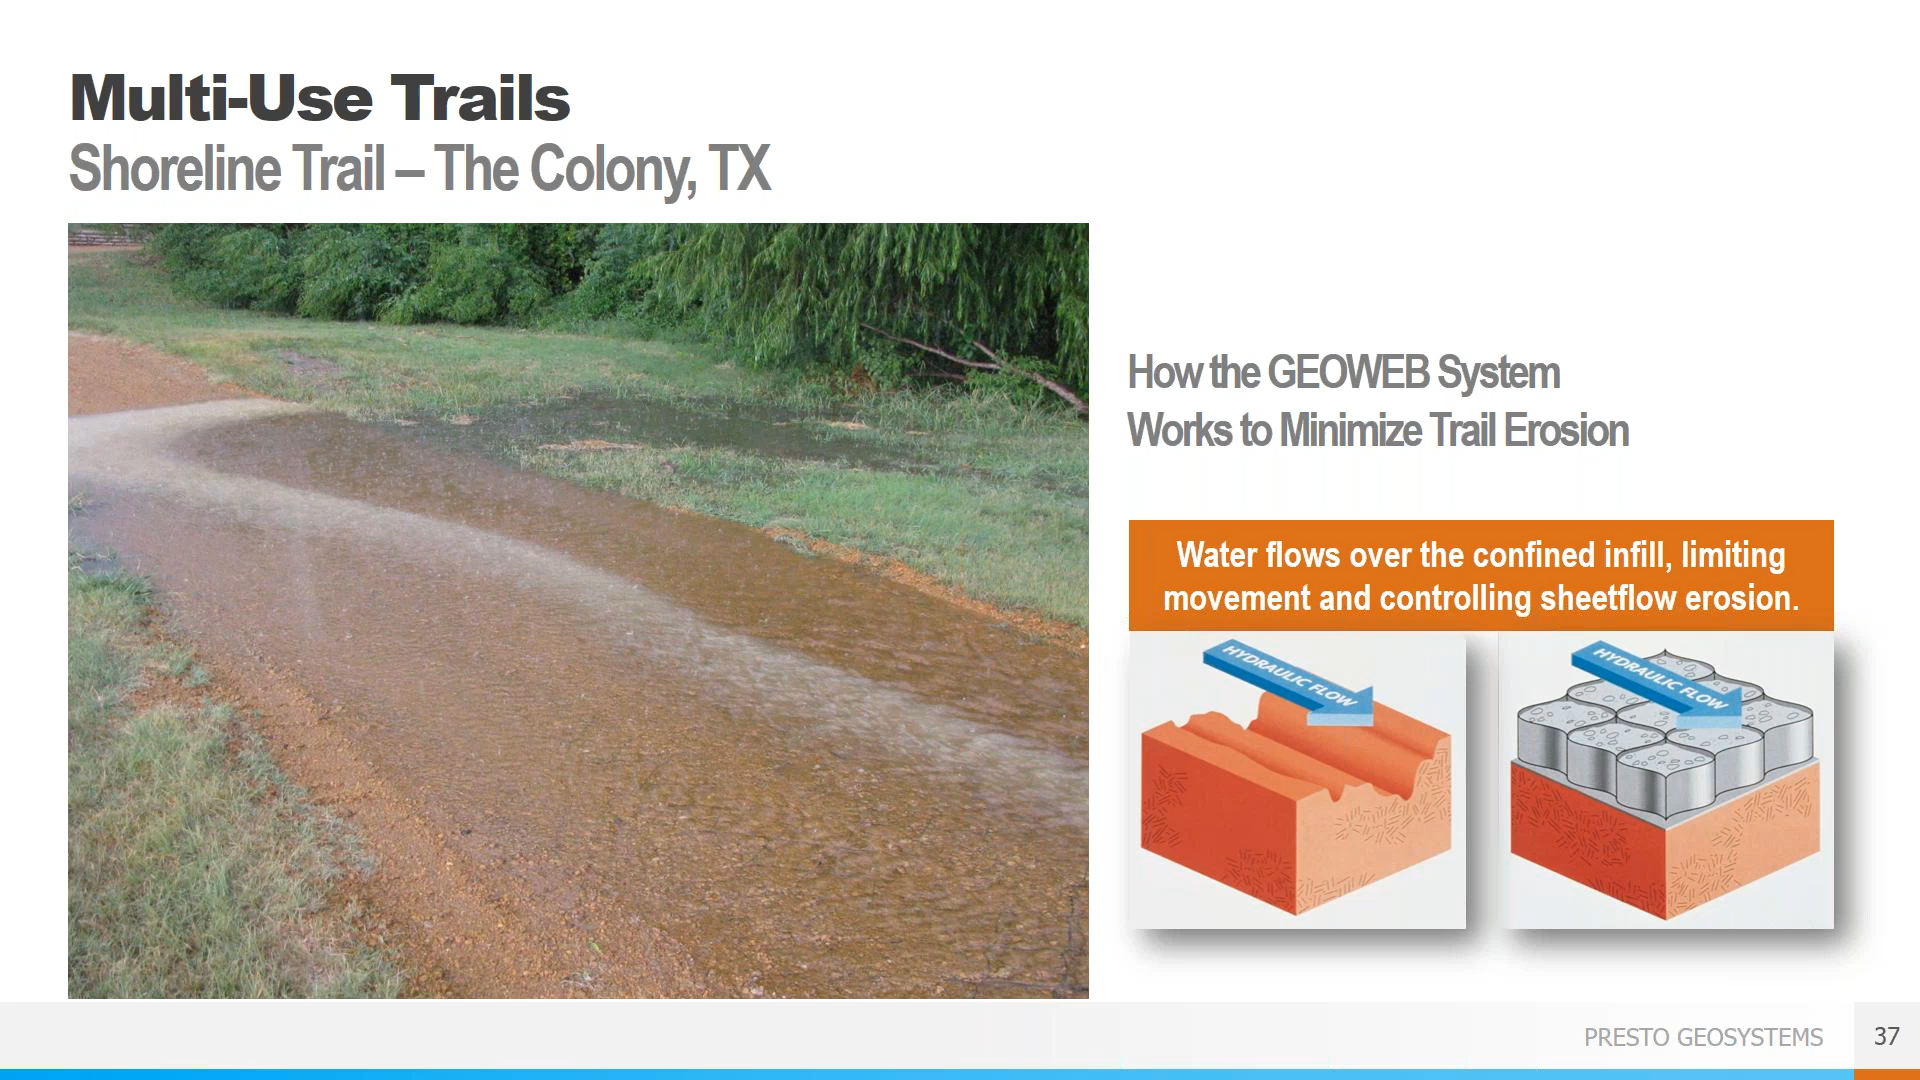 Multi-Use Trails
Shoreline Trail – The Colony, TX
How the GEOWEB System
Works to Minimize Trail Erosion
Water flows over the confined infill, limiting
movement and controlling sheetflow erosion.
HYDRAULIC FLOW
HYDRAULIC FLOW
PRESTO GEOSYSTEMS
37